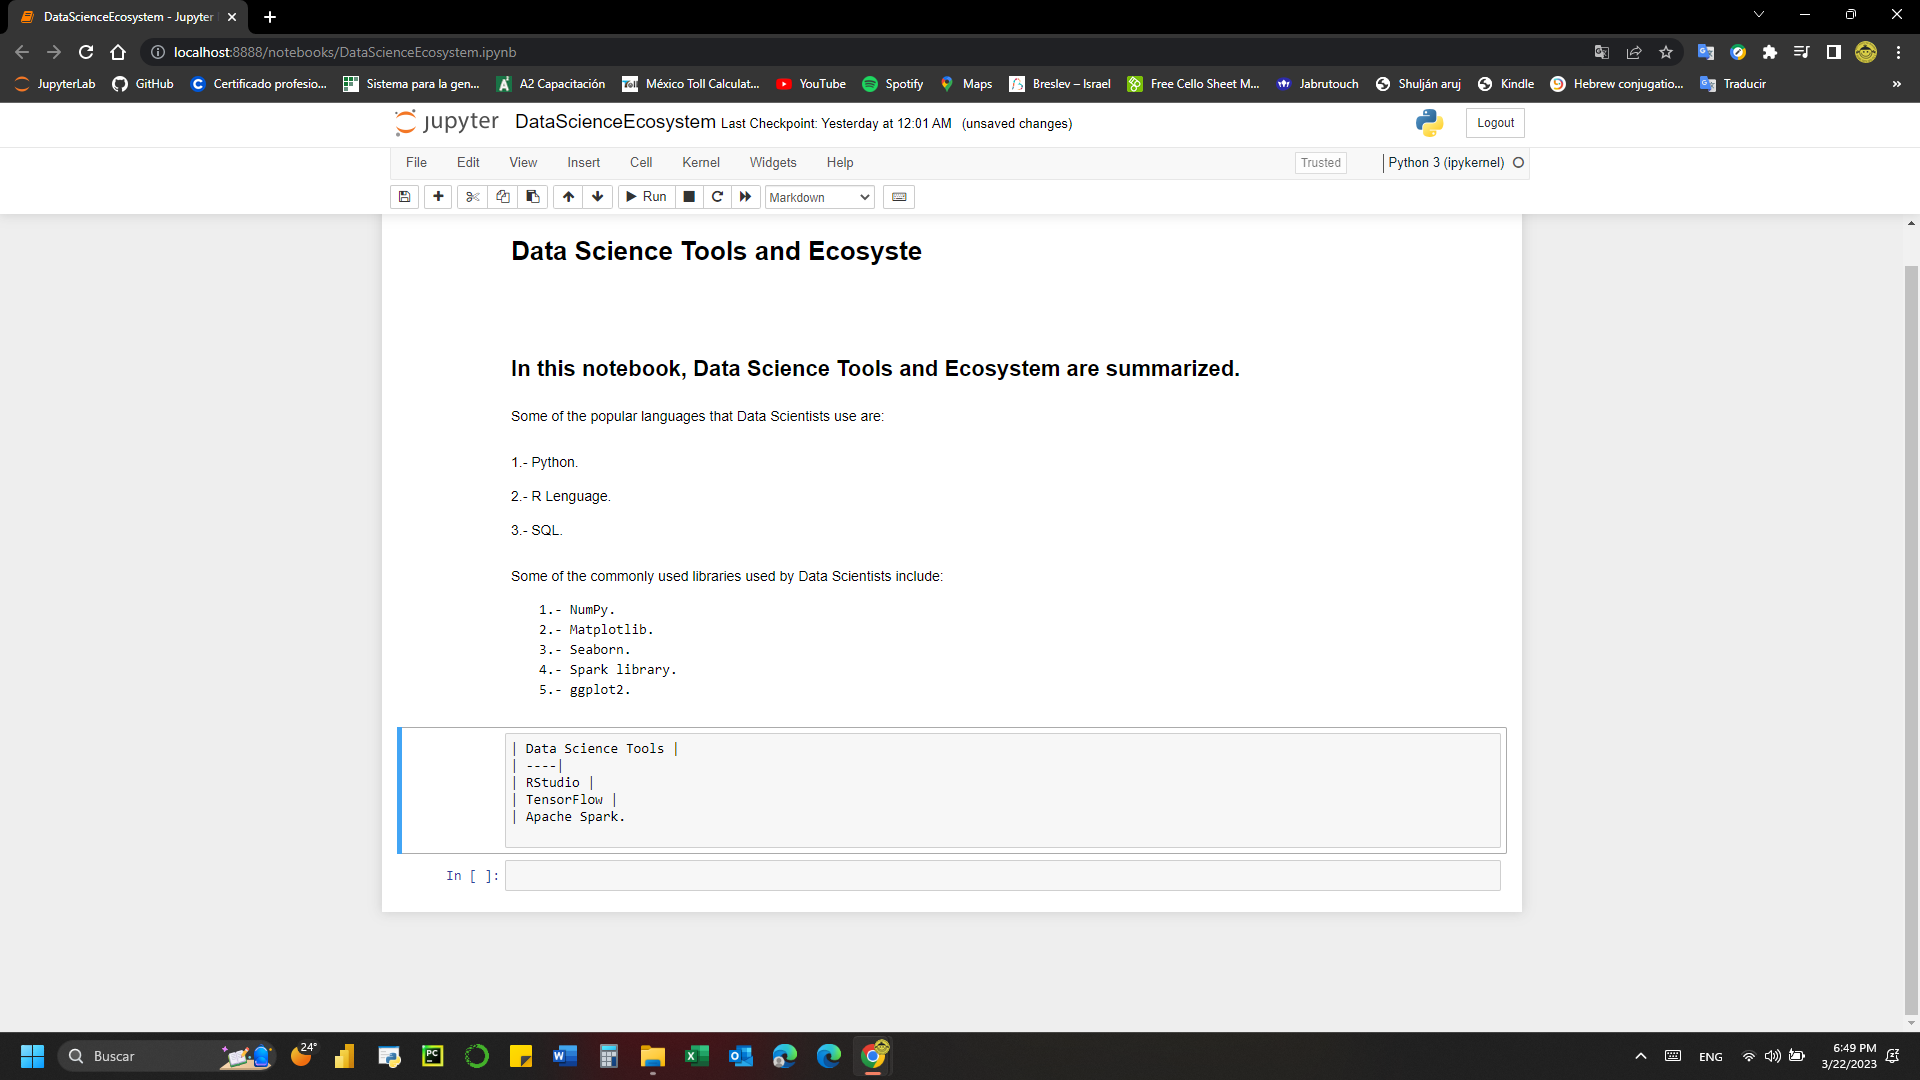 DataScienceEcosystem - Jupyter
localhost:8888/notebooks/DataScienceEcosystem.ipynb
JupyterLab GitHub Certificado profesio... Sistema para la gen... A2 Capacitación México Toll Calculat... YouTube Spotify Maps Breslev – Israel Free Cello Sheet M... Jabrutouch Shulján aruj Kindle Hebrew conjugatio... Traducir »
jupyter DataScienceEcosystem Last Checkpoint: Yesterday at 12:01 AM (unsaved changes) Logout
File Edit View Insert Cell Kernel Widgets Help Trusted Python 3 (ipykernel)
Run Markdown
Data Science Tools and Ecosyste
In this notebook, Data Science Tools and Ecosystem are summarized.
Some of the popular languages that Data Scientists use are:
1.- Python.
2.- R Lenguage.
3.- SQL.
Some of the commonly used libraries used by Data Scientists include:
1.- NumPy.
2.- Matplotlib.
3.- Seaborn.
4.- Spark library.
5.- ggplot2.
| Data Science Tools |
| ----|
| RStudio |
| TensorFlow |
| Apache Spark.
In [ ]:
Buscar 24° ENG 6:49 PM
3/22/2023